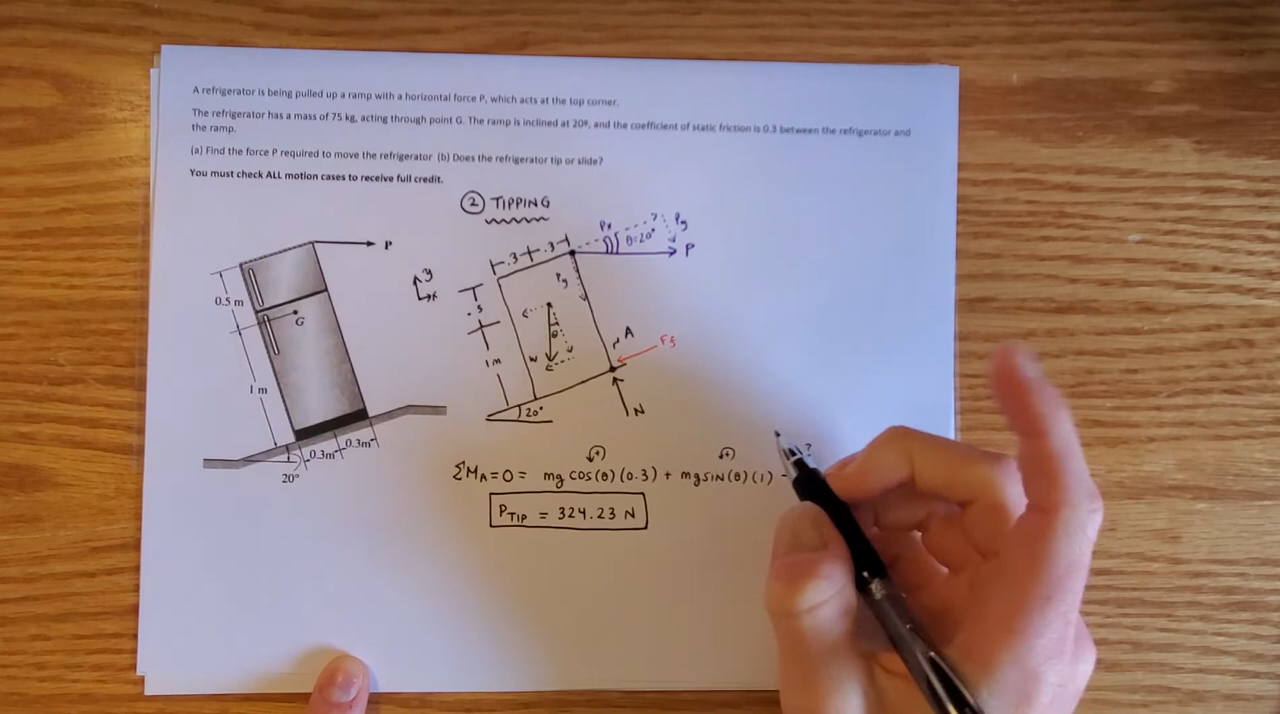 A refrigerator is being pulled up a ramp with a horizontal force P, which acts at the top corner.
The refrigerator has a mass of 75 kg, acting through point G. The ramp is inclined at 20º, and the coefficient of static friction is 0.3 between the refrigerator and
the ramp.
(a) Find the force P required to move the refrigerator (b) Does the refrigerator tip or slide?
You must check ALL motion cases to receive full credit.
② TIPPING
Px
Py
θ=20°
P
.3
.3
P
y
x
Py
0.5 m
.5
G
θ
A
Ff
1 m
1m
W
20°
N
0.3m
0.3m
20°
ΣMA=0= mg cos(θ)(0.3) + mg SIN(θ)(1) -
?
PTIP = 324.23 N